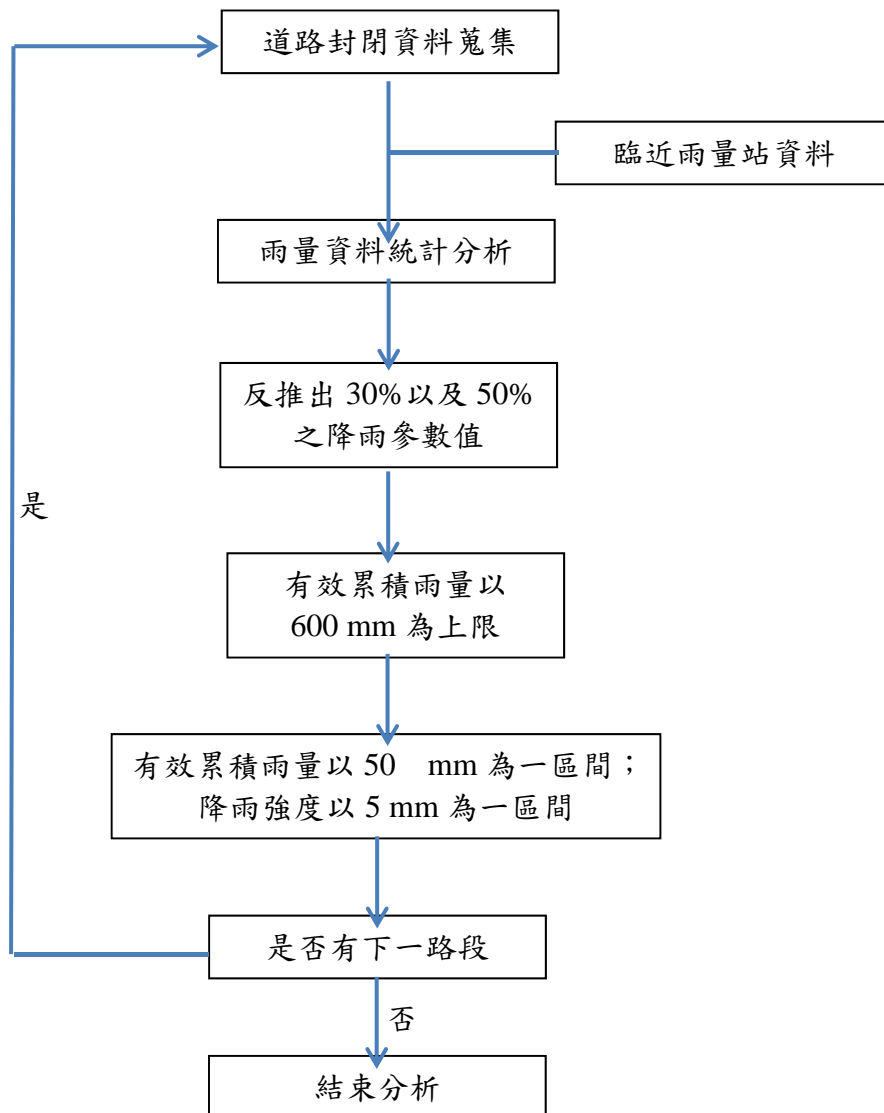 道路封閉資料蒐集
臨近雨量站資料
雨量資料統計分析
反推出 30%以及 50%
之降雨參數值
是
有效累積雨量以
600 mm 為上限
有效累積雨量以 50 mm 為一區間；
降雨強度以 5 mm 為一區間
是否有下一路段
否
結束分析